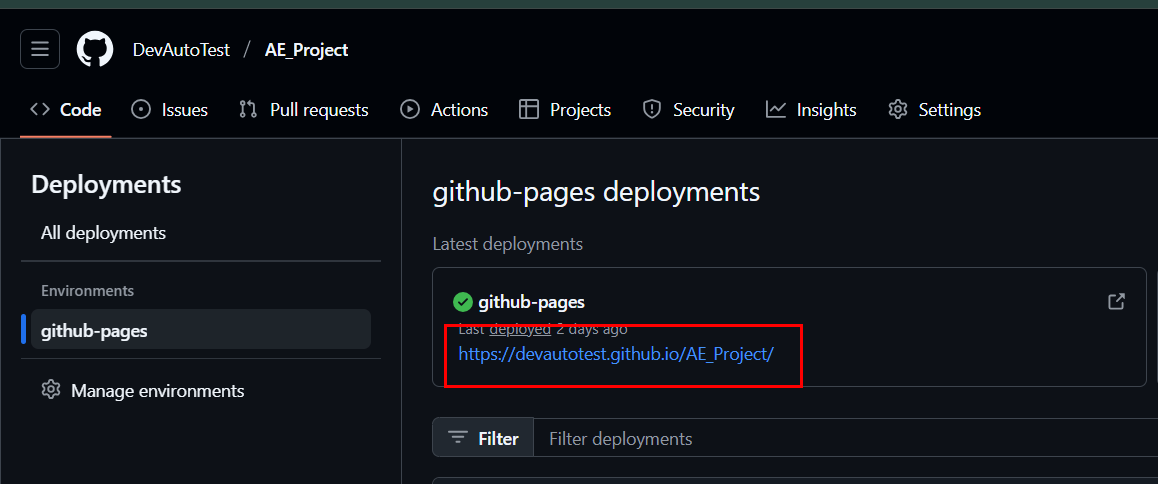 DevAutoTest / AE_Project
Code Issues Pull requests Actions Projects Security Insights Settings
Deployments
All deployments
Environments
github-pages
Manage environments
github-pages deployments
Latest deployments
github-pages
Last deployed 2 days ago
https://devautotest.github.io/AE_Project/
Filter Filter deployments